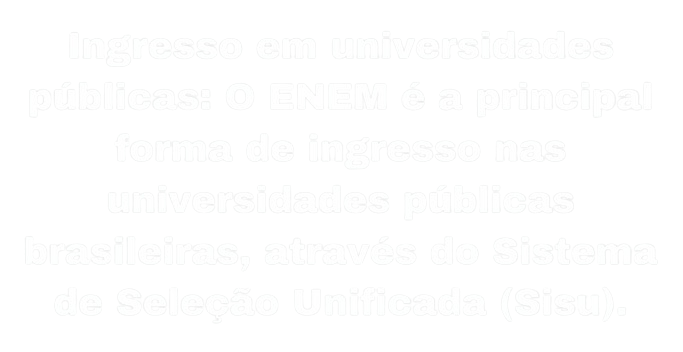 Ingresso em universidades
públicas: O ENEM é a principal
forma de ingresso nas
universidades públicas
brasileiras, através do Sistema
de Seleção Unificada (Sisu).